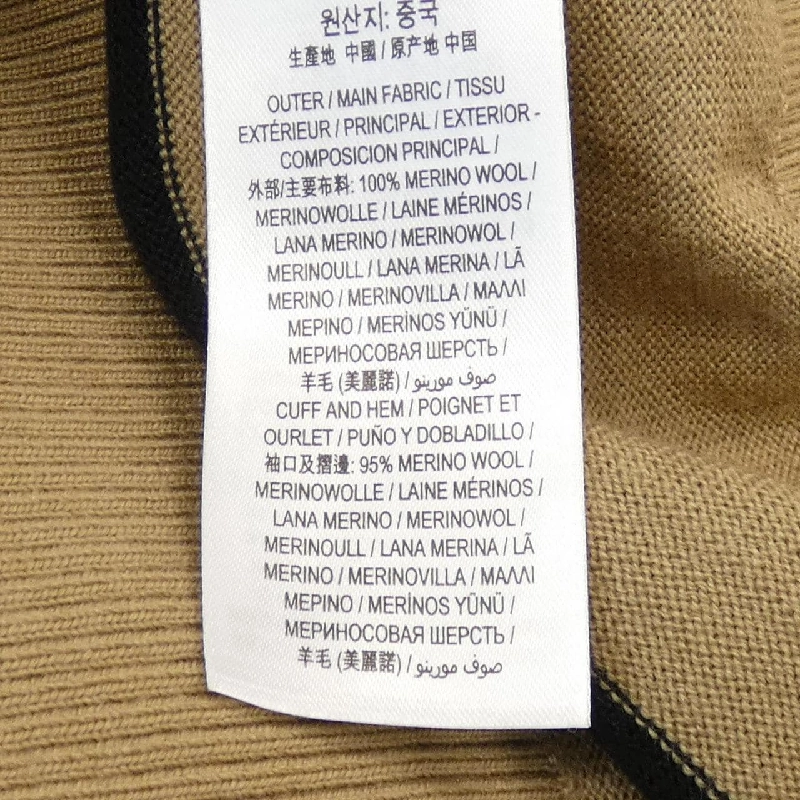 원산지: 중국
生產地 中國 / 原产地 中国
OUTER / MAIN FABRIC / TISSU
EXTÉRIEUR / PRINCIPAL / EXTERIOR -
COMPOSICION PRINCIPAL /
外部/主要布料: 100% MERINO WOOL /
MERINOWOLLE / LAINE MÉRINOS /
LANA MERINO / MERINOWOL /
MERINOULL / LANA MERINA / LÃ
MERINO / MERINOVILLA / ΜΑΛΛΙ
ΜΕΡΙΝΟ / MERİNOS YÜNÜ /
МЕРИНОСОВАЯ ШЕРСТЬ /
羊毛 (美麗諾) / صوف مورينو
CUFF AND HEM / POIGNET ET
OURLET / PUÑO Y DOBLADILLO /
袖口及摺邊: 95% MERINO WOOL /
MERINOWOLLE / LAINE MÉRINOS /
LANA MERINO / MERINOWOL /
MERINOULL / LANA MERINA / LÃ
MERINO / MERINOVILLA / ΜΑΛΛΙ
ΜΕΡΙΝΟ / MERİNOS YÜNÜ /
МЕРИНОСОВАЯ ШЕРСТЬ /
羊毛 (美麗諾) / صوف مورينو